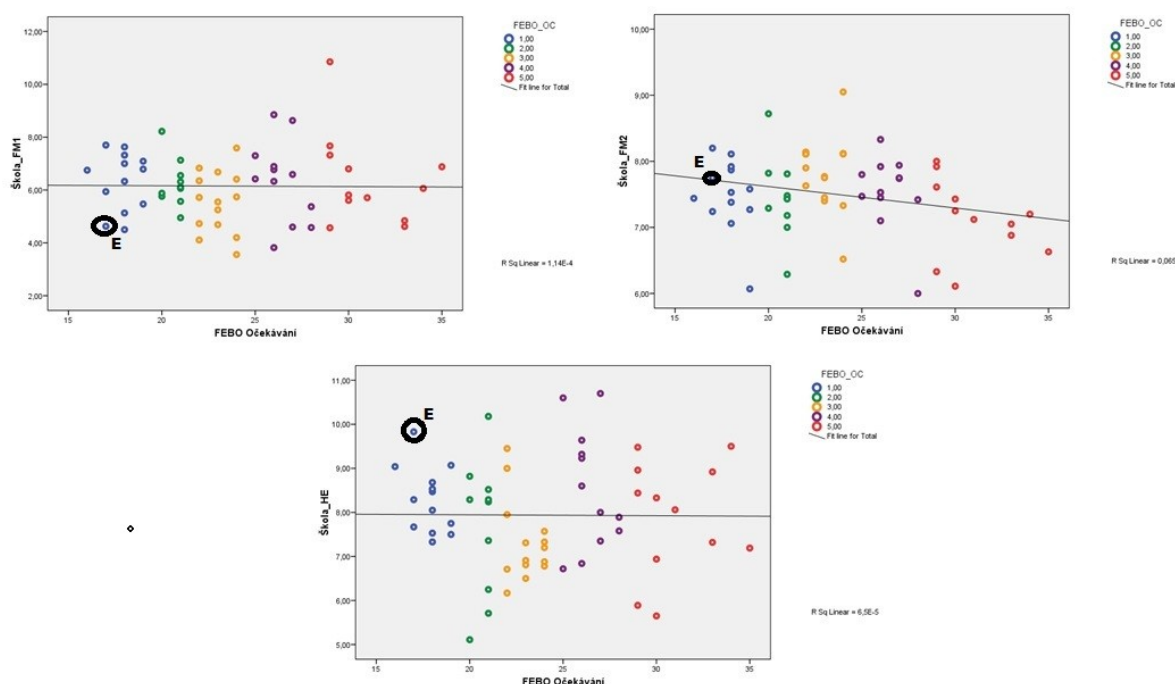 12,00
10,00
8,00
6,00
4,00
2,00
Škola_FM1
E
15 20 25 30 35
FEBO Očekávání
FEBO_OC
1,00
2,00
3,00
4,00
5,00
Fit line for Total
R Sq Linear = 1,14E-4
10,00
9,00
8,00
7,00
6,00
Škola_FM2
E
15 20 25 30 35
FEBO Očekávání
FEBO_OC
1,00
2,00
3,00
4,00
5,00
Fit line for Total
R Sq Linear = 0,065
11,00
10,00
9,00
8,00
7,00
6,00
5,00
Škola_HE
E
15 20 25 30 35
FEBO Očekávání
FEBO_OC
1,00
2,00
3,00
4,00
5,00
Fit line for Total
R Sq Linear = 6,5E-5